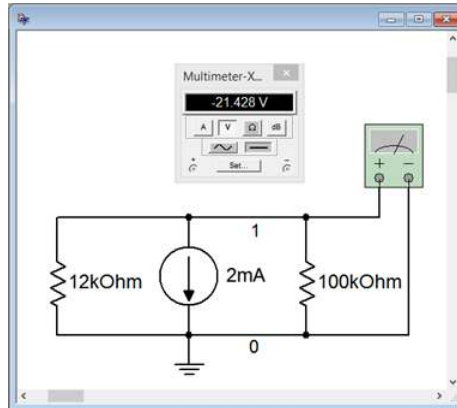 Multimeter-X...
-21.428 V
A V Ω dB
+ Set... -
+ -
1
12kOhm 2mA 100kOhm
0